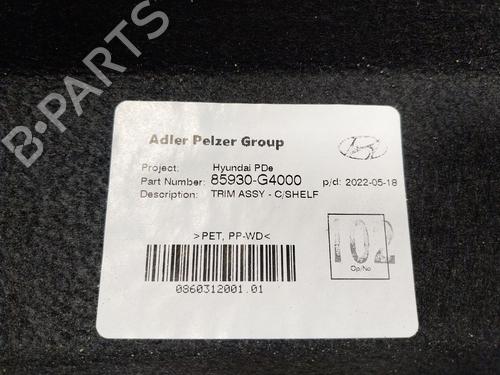 Adler Pelzer Group
Project: Hyundai PDe
Part Number: 85930-G4000 p/d: 2022-05-18
Description: TRIM ASSY - C/SHELF
>PET, PP-WD<
102
Op/No
0860312001.01
B-PARTS